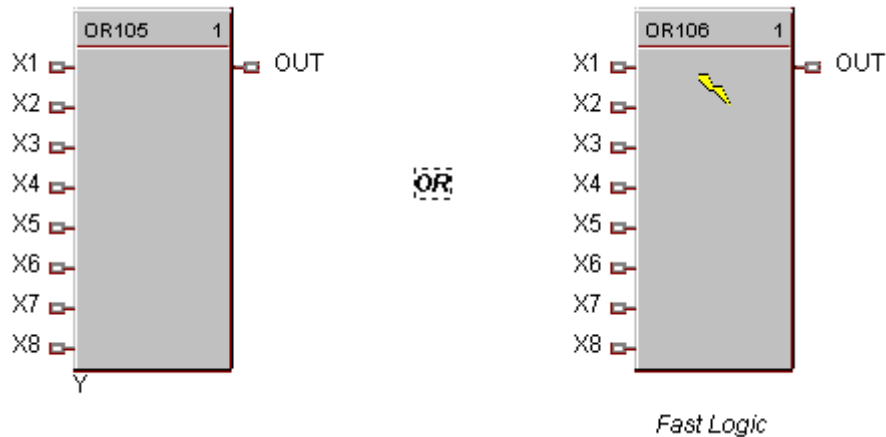 OR105 1
X1 OUT
X2
X3
X4
X5
X6
X7
X8
Y
OR
OR106 1
X1 OUT
X2
X3
X4
X5
X6
X7
X8
Fast Logic